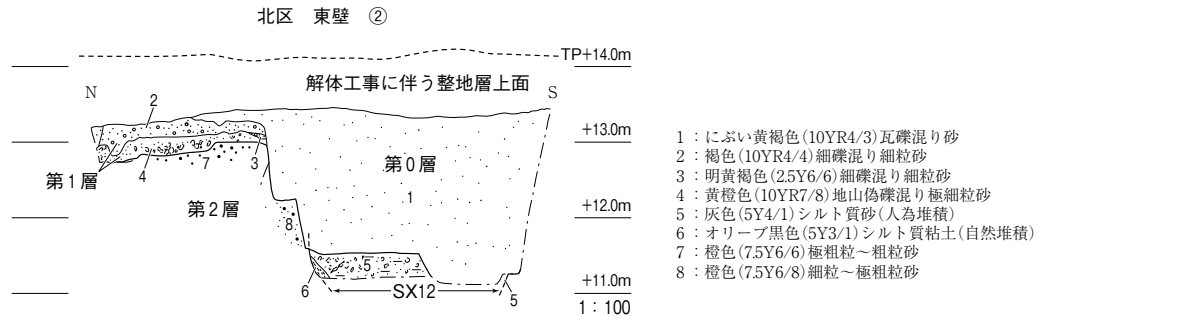 北区 東壁 ②
TP+14.0m
解体工事に伴う整地層上面
N
S
2
+13.0m
3
4
7
第1層
第0層
1
第2層
+12.0m
8
5
+11.0m
6
SX12
5
1:100
1:にぶい黄褐色(10YR4/3)瓦礫混り砂
2:褐色(10YR4/4)細礫混り細粒砂
3:明黄褐色(2.5Y6/6)細礫混り細粒砂
4:黄橙色(10YR7/8)地山偽礫混り極細粒砂
5:灰色(5Y4/1)シルト質砂(人為堆積)
6:オリーブ黒色(5Y3/1)シルト質粘土(自然堆積)
7:橙色(7.5Y6/6)極粗粒～粗粒砂
8:橙色(7.5Y6/8)細粒～極粗粒砂